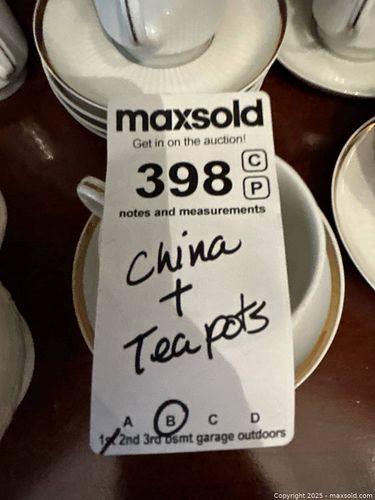 maxsold
Get in on the auction!
398 C
P
notes and measurements
China
+
Teapots
A B C D
1st 2nd 3rd bsmt garage outdoors
Copyright 2025 - maxsold.com